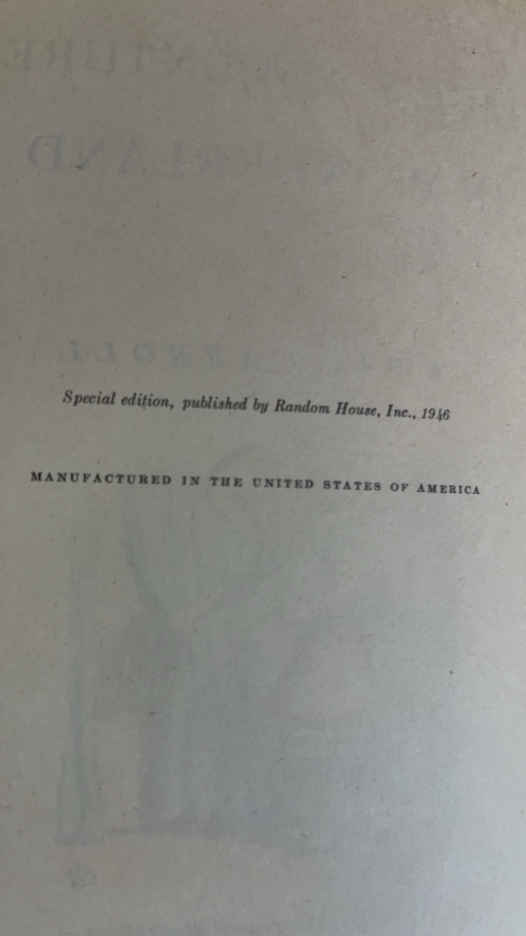 Special edition, published by Random House, Inc., 1946
MANUFACTURED IN THE UNITED STATES OF AMERICA